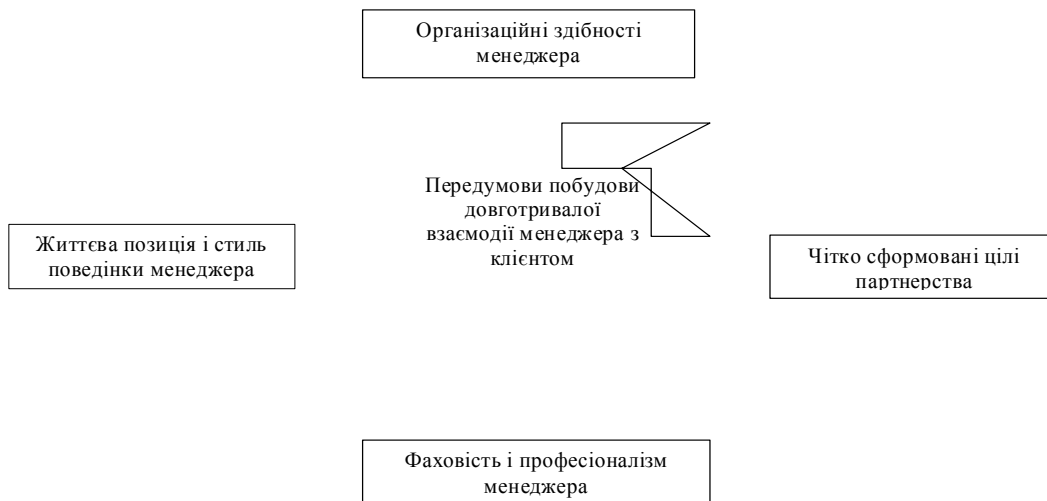 Організаційні здібності
менеджера
Передумови побудови
довготривалої
взаємодії менеджера з
клієнтом
Життєва позиція і стиль
поведінки менеджера
Чітко сформовані цілі
партнерства
Фаховість і професіоналізм
менеджера